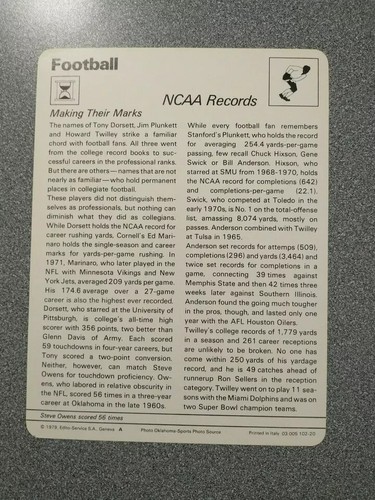 Football
NCAA Records
Making Their Marks
The names of Tony Dorsett, Jim Plunkett
and Howard Twilley strike a familiar
chord with football fans. All three went
from the college record books to suc-
cessful careers in the professional ranks.
But there are others—names that are not
nearly as familiar—who hold permanent
places in collegiate football.
These players did not distinguish them-
selves as professionals, but nothing can
diminish what they did as collegians.
While Dorsett holds the NCAA record for
career rushing yards, Cornell's Ed Mari-
naro holds the single-season and career
marks for yards-per-game rushing. In
1971, Marinaro, who later played in the
NFL with Minnesota Vikings and New
York Jets, averaged 209 yards per game.
His 174.6 average over a 27-game
career is also the highest ever recorded.
Dorsett, who starred at the University of
Pittsburgh, is college's all-time high
scorer with 356 points, two better than
Glenn Davis of Army. Each scored
59 touchdowns in four-year careers, but
Tony scored a two-point conversion.
Neither, however, can match Steve
Owens for touchdown proficiency. Ow-
ens, who labored in relative obscurity in
the NFL, scored 56 times in a three-year
career at Oklahoma in the late 1960s.
While every football fan remembers
Stanford's Plunkett, who holds the record
for averaging 254.4 yards-per-game
passing, few recall Chuck Hixson, Gene
Swick or Bill Anderson. Hixson, who
starred at SMU from 1968-1970, holds
the NCAA record for completions (642)
and completions-per-game (22.1).
Swick, who competed at Toledo in the
early 1970s, is No. 1 on the total-offense
list, amassing 8,074 yards, mostly on
passes. Anderson combined with Twilley
at Tulsa in 1965.
Anderson set records for attemps (509),
completions (296) and yards (3,464) and
twice set records for completions in a
game, connecting 39 times against
Memphis State and then 42 times three
weeks later against Southern Illinois.
Anderson found the going much tougher
in the pros, though, and lasted only one
year with the AFL Houston Oilers.
Twilley's college records of 1,779 yards
in a season and 261 career receptions
are unlikely to be broken. No one has
come within 250 yards of his yardage
record, and he is 49 catches ahead of
runnerup Ron Sellers in the reception
category. Twilley went on to play 11 sea-
sons with the Miami Dolphins and was on
two Super Bowl champion teams.
Steve Owens scored 56 times
© 1979, Edito-Service S.A., Geneva A Photo Oklahoma-Sports Photo Source Printed in Italy 03 005 103-20